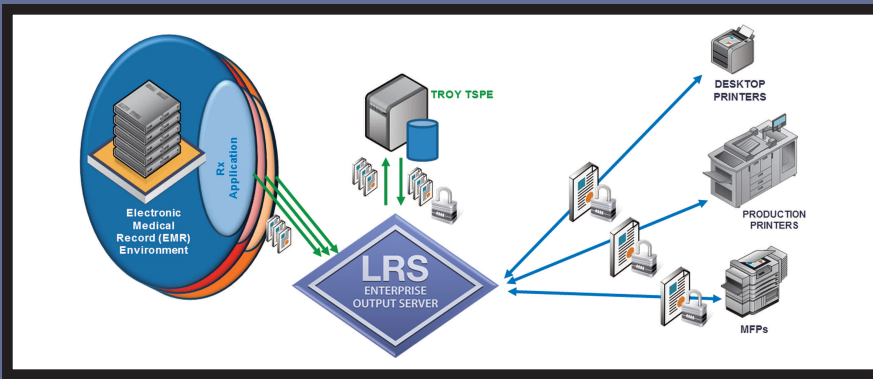 Rx
Application
Electronic
Medical
Record (EMR)
Environment
TROY TSPE
LRS
ENTERPRISE
OUTPUT SERVER
DESKTOP
PRINTERS
PRODUCTION
PRINTERS
MFPs